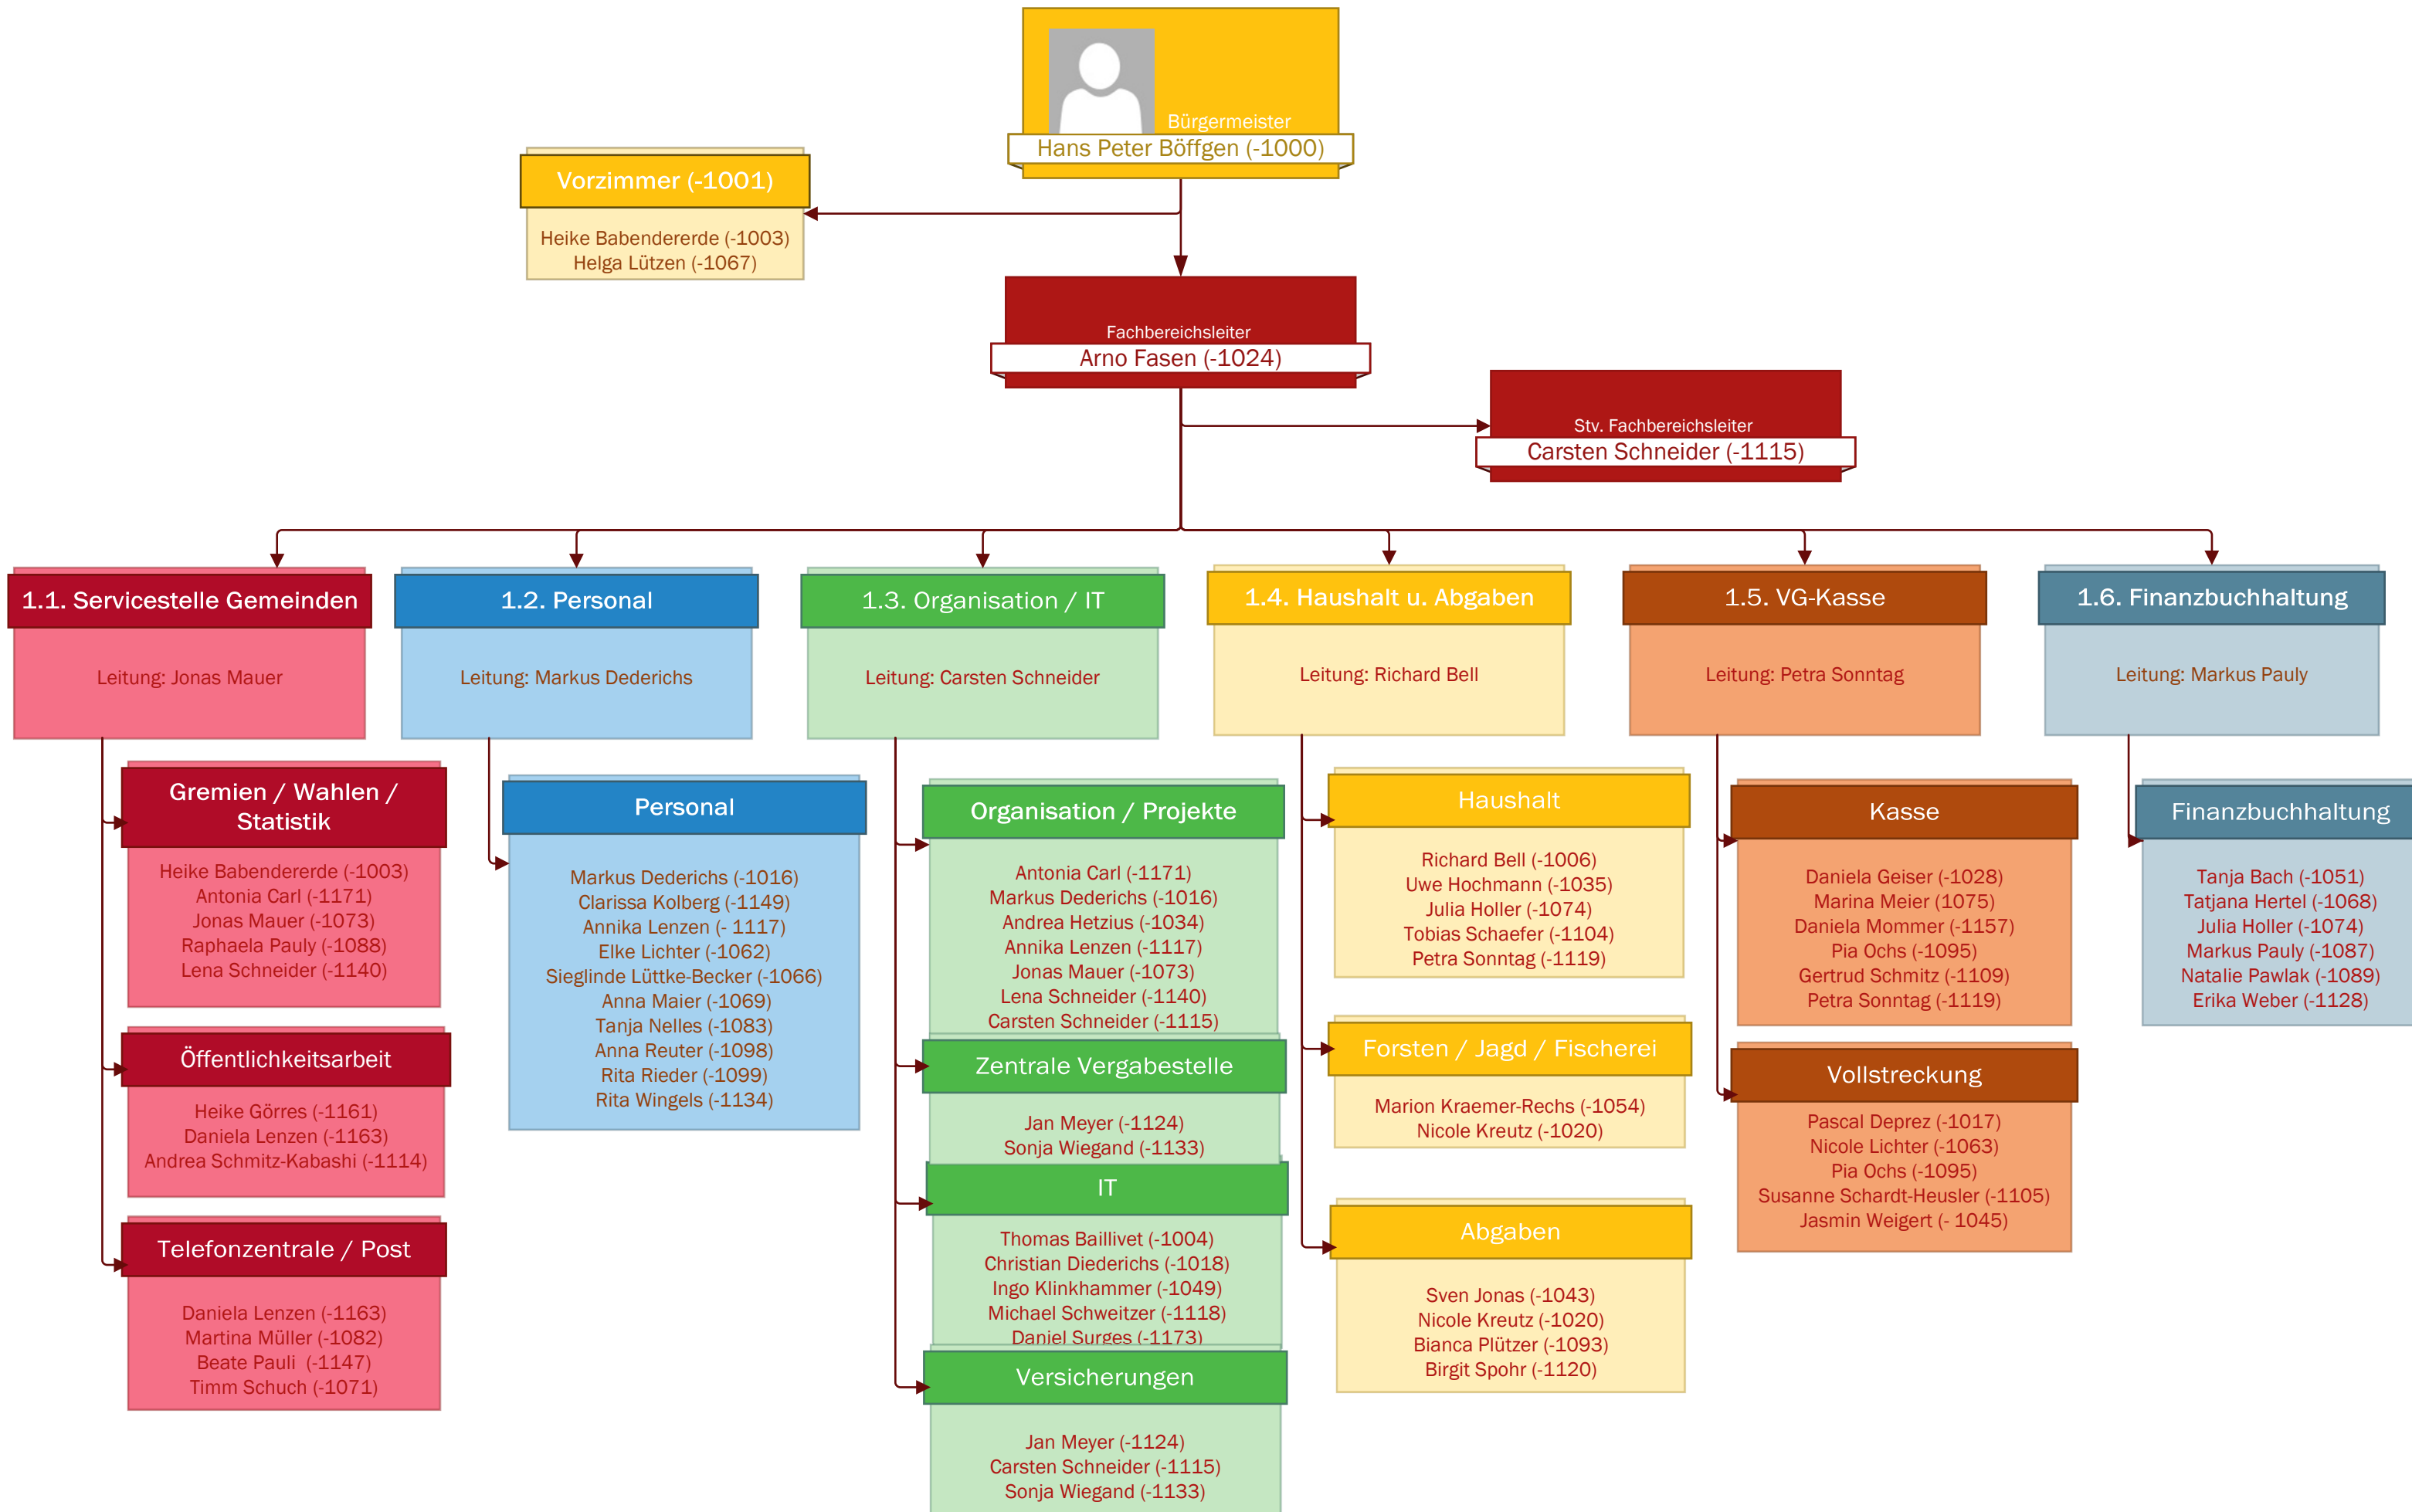 Bürgermeister
Hans Peter Böffgen (-1000)
Vorzimmer (-1001)
Heike Babendererde (-1003)
Helga Lützen (-1067)
Fachbereichsleiter
Arno Fasen (-1024)
Stv. Fachbereichsleiter
Carsten Schneider (-1115)
1.1. Servicestelle Gemeinden
Leitung: Jonas Mauer
Gremien / Wahlen /
Statistik
Heike Babendererde (-1003)
Antonia Carl (-1171)
Jonas Mauer (-1073)
Raphaela Pauly (-1088)
Lena Schneider (-1140)
Öffentlichkeitsarbeit
Heike Görres (-1161)
Daniela Lenzen (-1163)
Andrea Schmitz-Kabashi (-1114)
Telefonzentrale / Post
Daniela Lenzen (-1163)
Martina Müller (-1082)
Beate Pauli  (-1147)
Timm Schuch (-1071)
1.2. Personal
Leitung: Markus Dederichs
Personal
Markus Dederichs (-1016)
Clarissa Kolberg (-1149)
Annika Lenzen (- 1117)
Elke Lichter (-1062)
Sieglinde Lüttke-Becker (-1066)
Anna Maier (-1069)
Tanja Nelles (-1083)
Anna Reuter (-1098)
Rita Rieder (-1099)
Rita Wingels (-1134)
1.3. Organisation / IT
Leitung: Carsten Schneider
Organisation / Projekte
Antonia Carl (-1171)
Markus Dederichs (-1016)
Andrea Hetzius (-1034)
Annika Lenzen (-1117)
Jonas Mauer (-1073)
Lena Schneider (-1140)
Carsten Schneider (-1115)
Zentrale Vergabestelle
Jan Meyer (-1124)
Sonja Wiegand (-1133)
IT
Thomas Baillivet (-1004)
Christian Diederichs (-1018)
Ingo Klinkhammer (-1049)
Michael Schweitzer (-1118)
Daniel Surges (-1173)
Versicherungen
Jan Meyer (-1124)
Carsten Schneider (-1115)
Sonja Wiegand (-1133)
1.4. Haushalt u. Abgaben
Leitung: Richard Bell
Haushalt
Richard Bell (-1006)
Uwe Hochmann (-1035)
Julia Holler (-1074)
Tobias Schaefer (-1104)
Petra Sonntag (-1119)
Forsten / Jagd / Fischerei
Marion Kraemer-Rechs (-1054)
Nicole Kreutz (-1020)
Abgaben
Sven Jonas (-1043)
Nicole Kreutz (-1020)
Bianca Plützer (-1093)
Birgit Spohr (-1120)
1.5. VG-Kasse
Leitung: Petra Sonntag
Kasse
Daniela Geiser (-1028)
Marina Meier (1075)
Daniela Mommer (-1157)
Pia Ochs (-1095)
Gertrud Schmitz (-1109)
Petra Sonntag (-1119)
Vollstreckung
Pascal Deprez (-1017)
Nicole Lichter (-1063)
Pia Ochs (-1095)
Susanne Schardt-Heusler (-1105)
Jasmin Weigert (- 1045)
1.6. Finanzbuchhaltung
Leitung: Markus Pauly
Finanzbuchhaltung
Tanja Bach (-1051)
Tatjana Hertel (-1068)
Julia Holler (-1074)
Markus Pauly (-1087)
Natalie Pawlak (-1089)
Erika Weber (-1128)